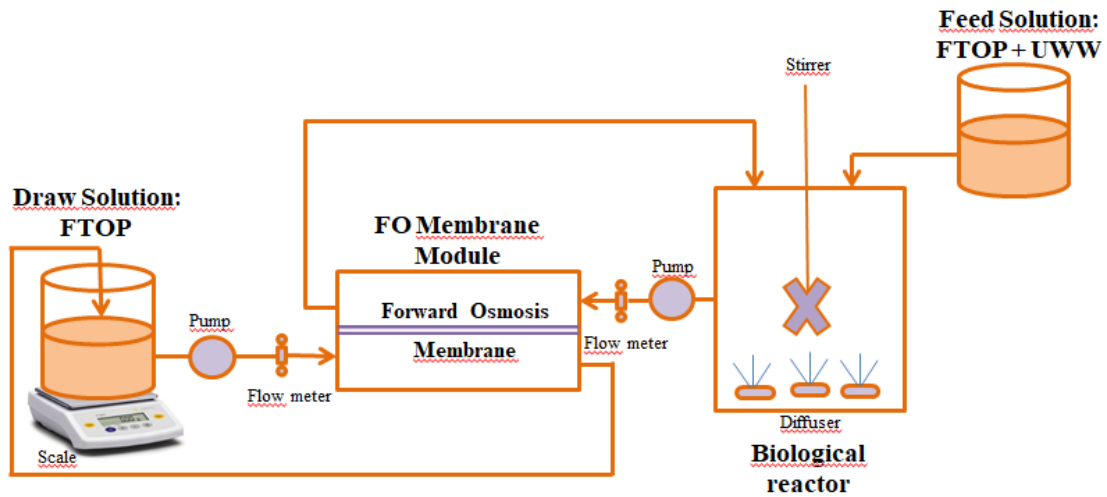 Feed Solution:
FTOP + UWW
Stirrer
Draw Solution:
FTOP
FO Membrane
Module
Pump
Pump
Forward Osmosis
Membrane
Flow meter
Flow meter
Scale
Diffuser
Biological
reactor